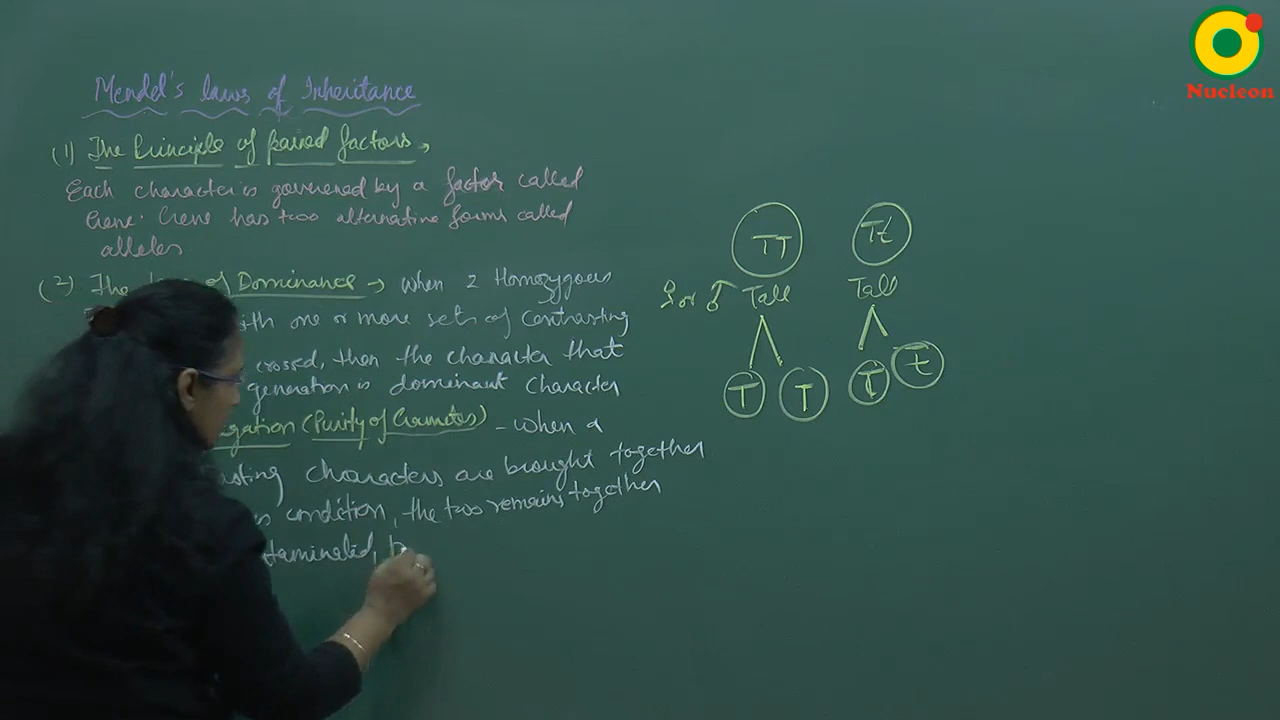 Nucleon
Mendel's laws of Inheritance
(1) The Principle of paired factors,
Each character is governed by a factor called
Gene. Gene has two alternative forms called
alleles
(2) The of Dominance → when 2 Homozygous
with one or more sets of contrasting
crossed, then the character that
generation is dominant character
(Purity of Gametes) - when a
characters are brought together
condition, the two remains together
TT
Tt
♀ or ♂ Tall
Tall
T
T
T
t